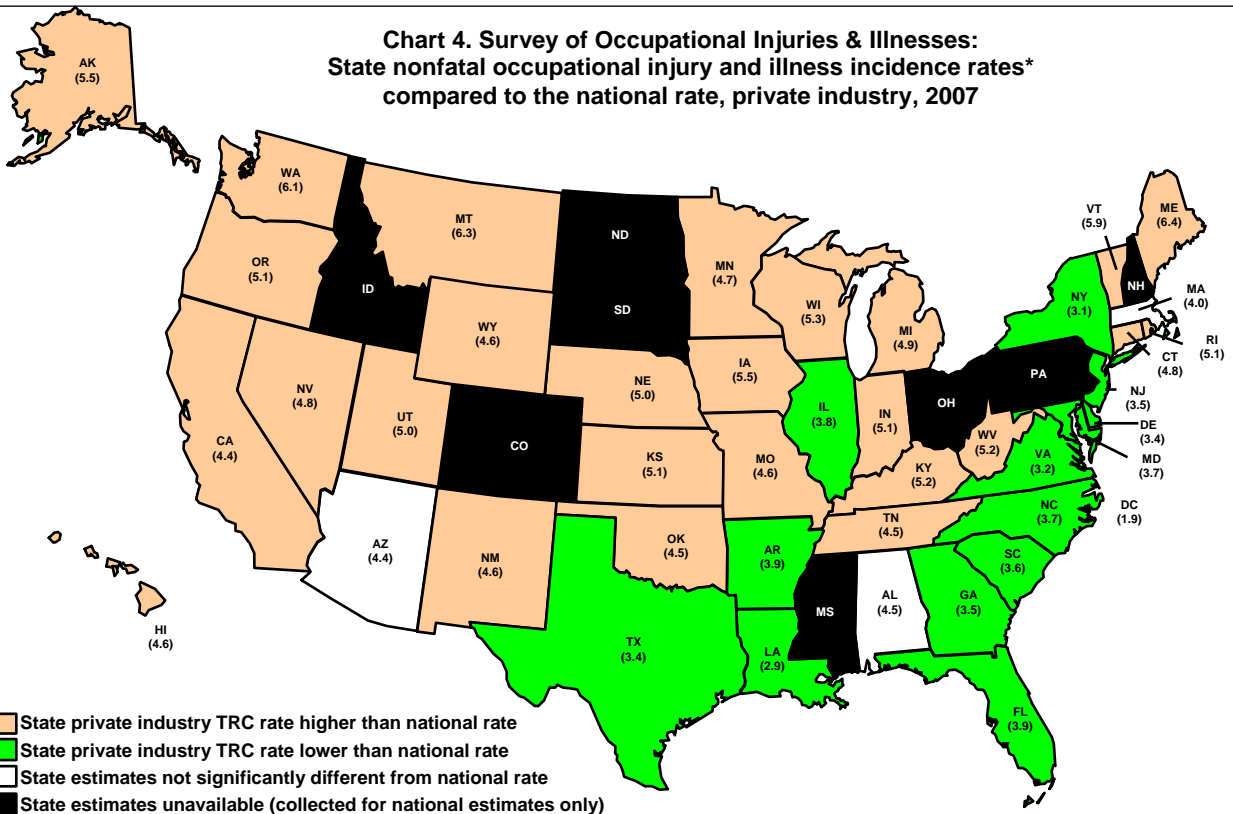 Chart 4. Survey of Occupational Injuries & Illnesses:
State nonfatal occupational injury and illness incidence rates*
compared to the national rate, private industry, 2007
AK
(5.5)
WA
(6.1)
MT
(6.3)
ND
MN
(4.7)
VT
(5.9)
ME
(6.4)
OR
(5.1)
ID
SD
WI
(5.3)
MI
(4.9)
NY
(3.1)
NH
MA
(4.0)
RI
(5.1)
CT
(4.8)
WY
(4.6)
NE
(5.0)
IA
(5.5)
PA
NJ
(3.5)
NV
(4.8)
UT
(5.0)
CO
IL
(3.8)
IN
(5.1)
OH
DE
(3.4)
CA
(4.4)
KS
(5.1)
MO
(4.6)
WV
(5.2)
VA
(3.2)
MD
(3.7)
KY
(5.2)
DC
(1.9)
NC
(3.7)
TN
(4.5)
AZ
(4.4)
NM
(4.6)
OK
(4.5)
AR
(3.9)
SC
(3.6)
MS
AL
(4.5)
GA
(3.5)
HI
(4.6)
TX
(3.4)
LA
(2.9)
FL
(3.9)
State private industry TRC rate higher than national rate
State private industry TRC rate lower than national rate
State estimates not significantly different from national rate
State estimates unavailable (collected for national estimates only)